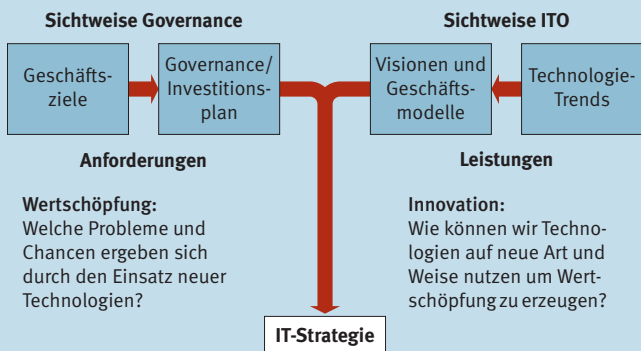 Sichtweise Governance
Geschäfts-
ziele
Governance/
Investitions-
plan
Anforderungen
Wertschöpfung:
Welche Probleme und
Chancen ergeben sich
durch den Einsatz neuer
Technologien?
Sichtweise ITO
Visionen und
Geschäfts-
modelle
Technologie-
Trends
Leistungen
Innovation:
Wie können wir Techno-
logien auf neue Art und
Weise nutzen um Wert-
schöpfung zu erzeugen?
IT-Strategie